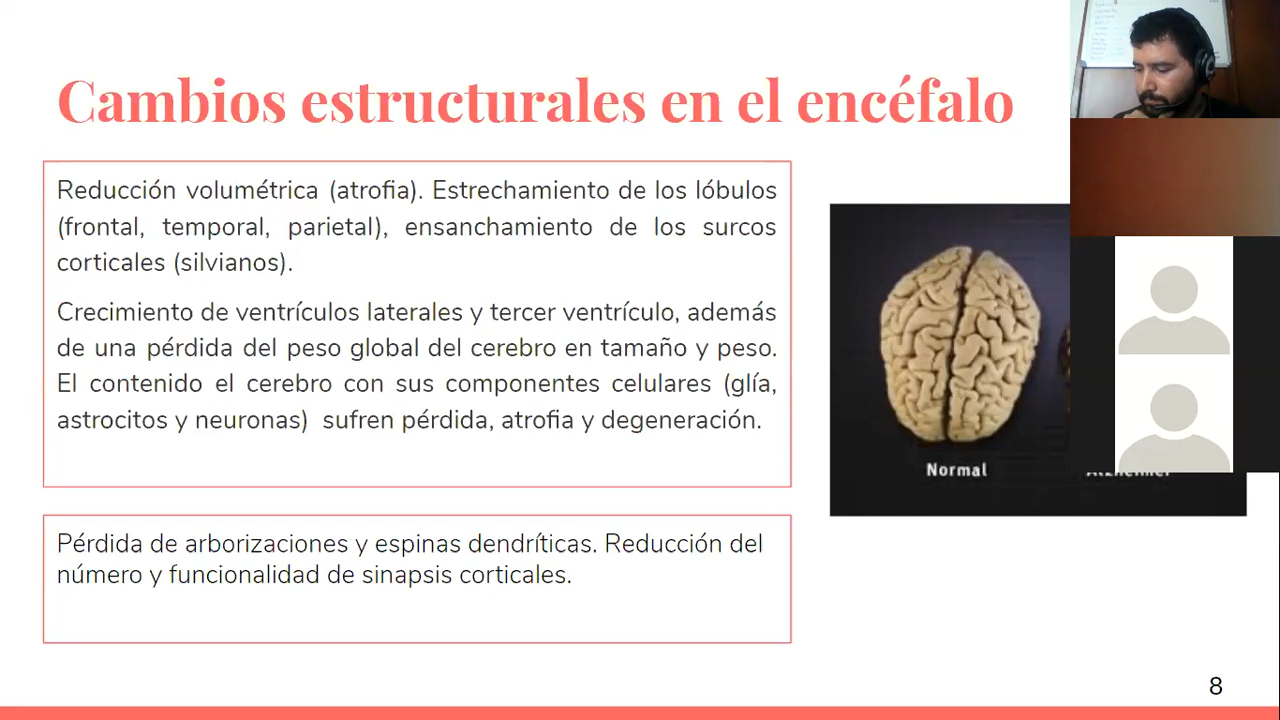 Cambios estructurales en el encéfalo
Reducción volumétrica (atrofia). Estrechamiento de los lóbulos
(frontal, temporal, parietal), ensanchamiento de los surcos
corticales (silvianos).
Crecimiento de ventrículos laterales y tercer ventrículo, además
de una pérdida del peso global del cerebro en tamaño y peso.
El contenido el cerebro con sus componentes celulares (glía,
astrocitos y neuronas) sufren pérdida, atrofia y degeneración.
Normal
Pérdida de arborizaciones y espinas dendríticas. Reducción del
número y funcionalidad de sinapsis corticales.
8